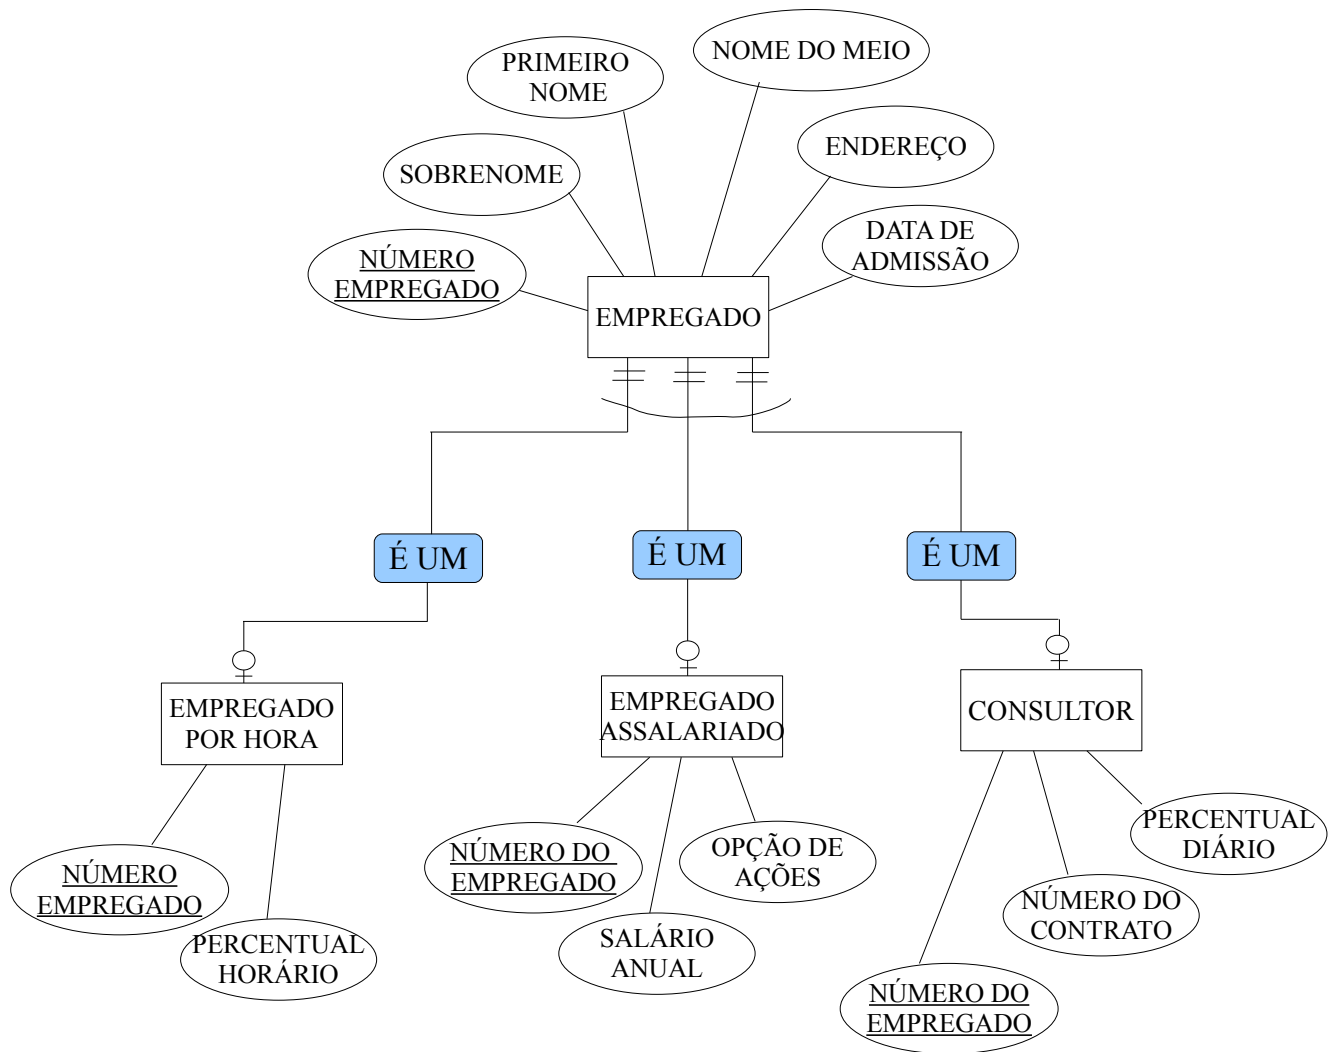 NOME DO MEIO
PRIMEIRO
NOME
ENDEREÇO
SOBRENOME
DATA DE
ADMISSÃO
NÚMERO
EMPREGADO
EMPREGADO
É UM
É UM
É UM
EMPREGADO
POR HORA
EMPREGADO
ASSALARIADO
CONSULTOR
NÚMERO
EMPREGADO
PERCENTUAL
HORÁRIO
NÚMERO DO
EMPREGADO
SALÁRIO
ANUAL
OPÇÃO DE
AÇÕES
NÚMERO DO
EMPREGADO
NÚMERO DO
CONTRATO
PERCENTUAL
DIÁRIO